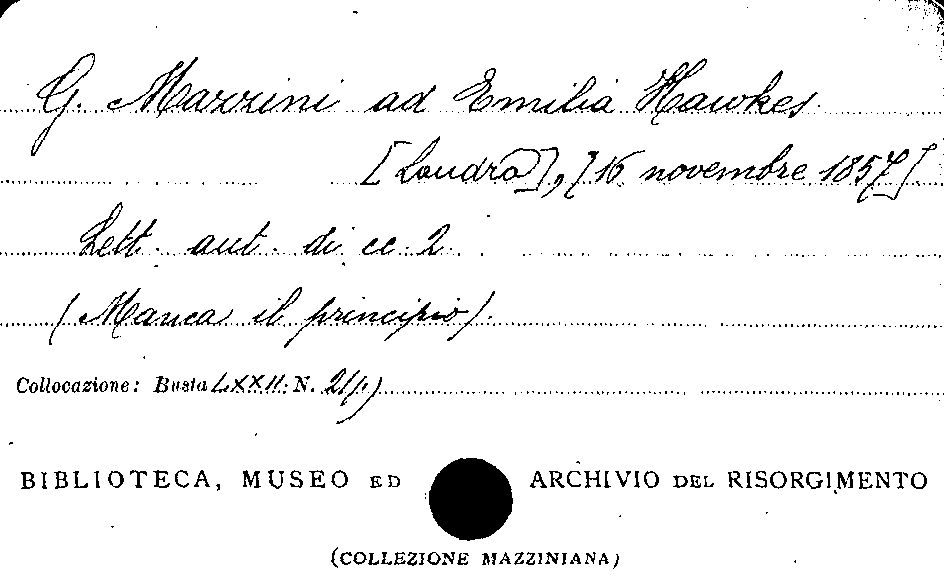 G. Mazzini ad Emilia Hawkes.
[Londra], [16 novembre 1857].
Lett. aut. di cc. 2.
(Manca il principio).
Collocazione: Busta LXXII. N. 2/(1)
BIBLIOTECA, MUSEO ED ARCHIVIO DEL RISORGIMENTO
(COLLEZIONE MAZZINIANA)